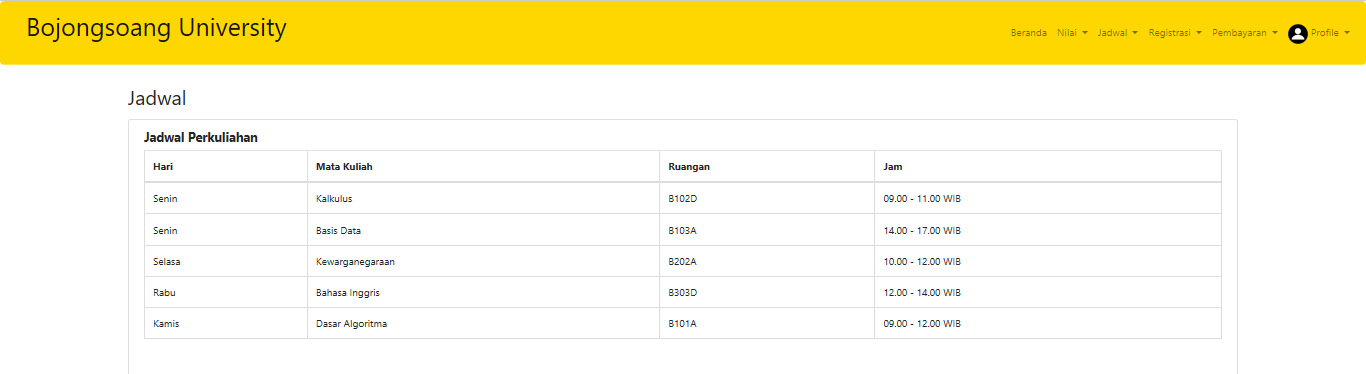 Bojongsoang University
Beranda Nilai Jadwal Registrasi Pembayaran Profile
Jadwal
Jadwal Perkuliahan
Hari Mata Kuliah Ruangan Jam
Senin Kalkulus B102D 09.00 - 11.00 WIB
Senin Basis Data B103A 14.00 - 17.00 WIB
Selasa Kewarganegaraan B202A 10.00 - 12.00 WIB
Rabu Bahasa Inggris B303D 12.00 - 14.00 WIB
Kamis Dasar Algoritma B101A 09.00 - 12.00 WIB